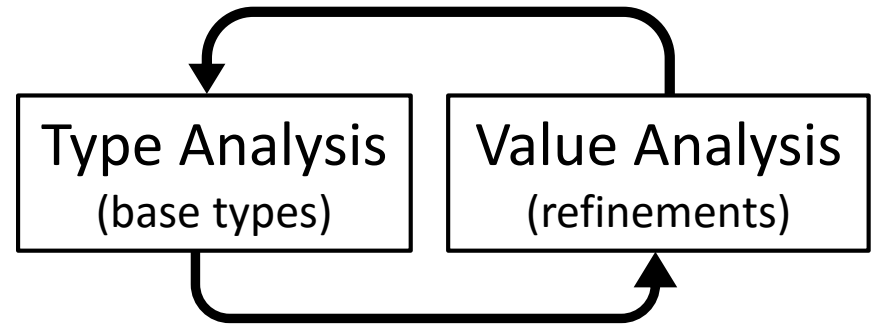 Type Analysis
(base types)
Value Analysis
(refinements)